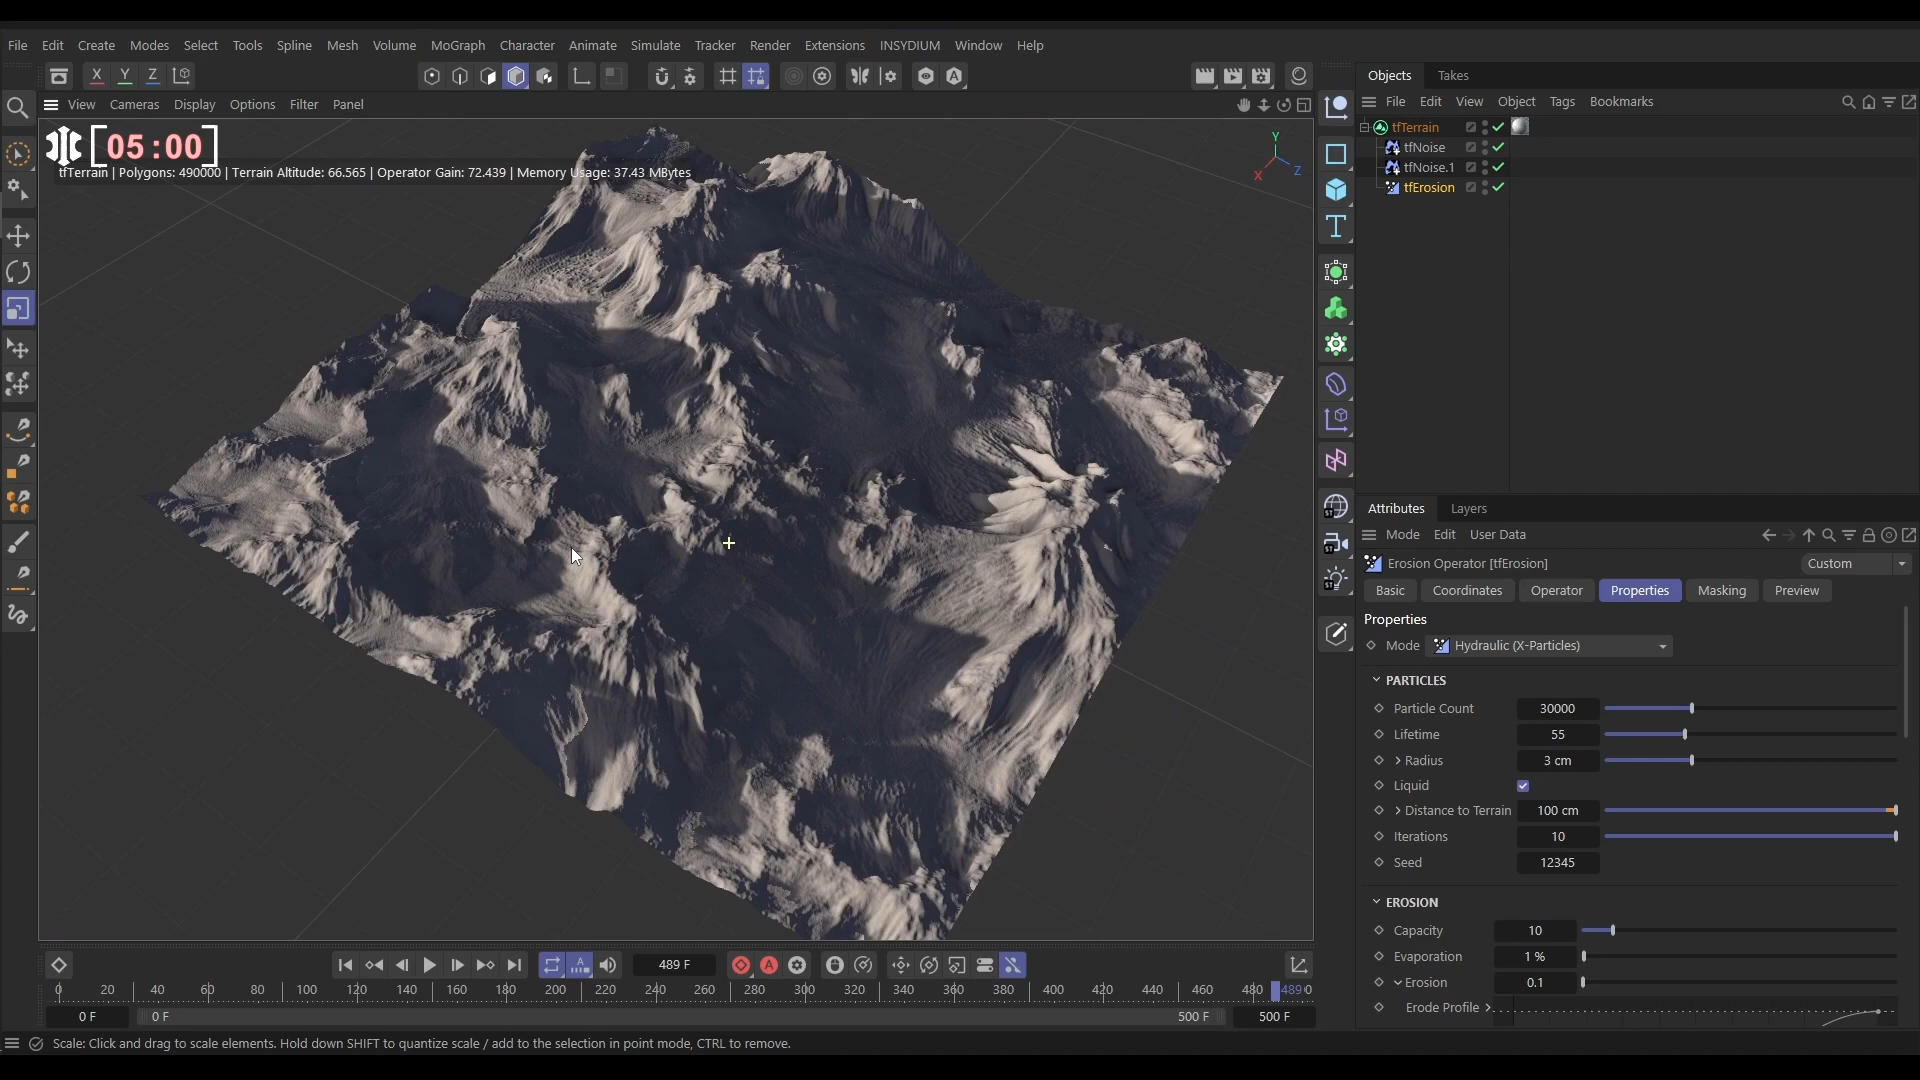 File Edit Create Modes Select Tools Spline Mesh Volume MoGraph Character Animate Simulate Tracker Render Extensions INSYDIUM Window Help
X Y Z
A
View Cameras Display Options Filter Panel
[05:00]
tfTerrain | Polygons: 490000 | Terrain Altitude: 66.565 | Operator Gain: 72.439 | Memory Usage: 37.43 MBytes
Y
X
Z
Objects Takes
File Edit View Object Tags Bookmarks
tfTerrain
tfNoise
tfNoise.1
tfErosion
T
ST
ST
ST
Attributes Layers
Mode Edit User Data
Erosion Operator [tfErosion] Custom
Basic Coordinates Operator Properties Masking Preview
Properties
Mode Hydraulic (X-Particles)
PARTICLES
Particle Count 30000
Lifetime 55
Radius 3 cm
Liquid
Distance to Terrain 100 cm
Iterations 10
Seed 12345
EROSION
Capacity 10
Evaporation 1 %
Erosion 0.1
Erode Profile
A 489 F A
0 20 40 60 80 100 120 140 160 180 200 220 240 260 280 300 320 340 360 380 400 420 440 460 480 489 0
0 F 0 F 500 F 500 F
Scale: Click and drag to scale elements. Hold down SHIFT to quantize scale / add to the selection in point mode, CTRL to remove.